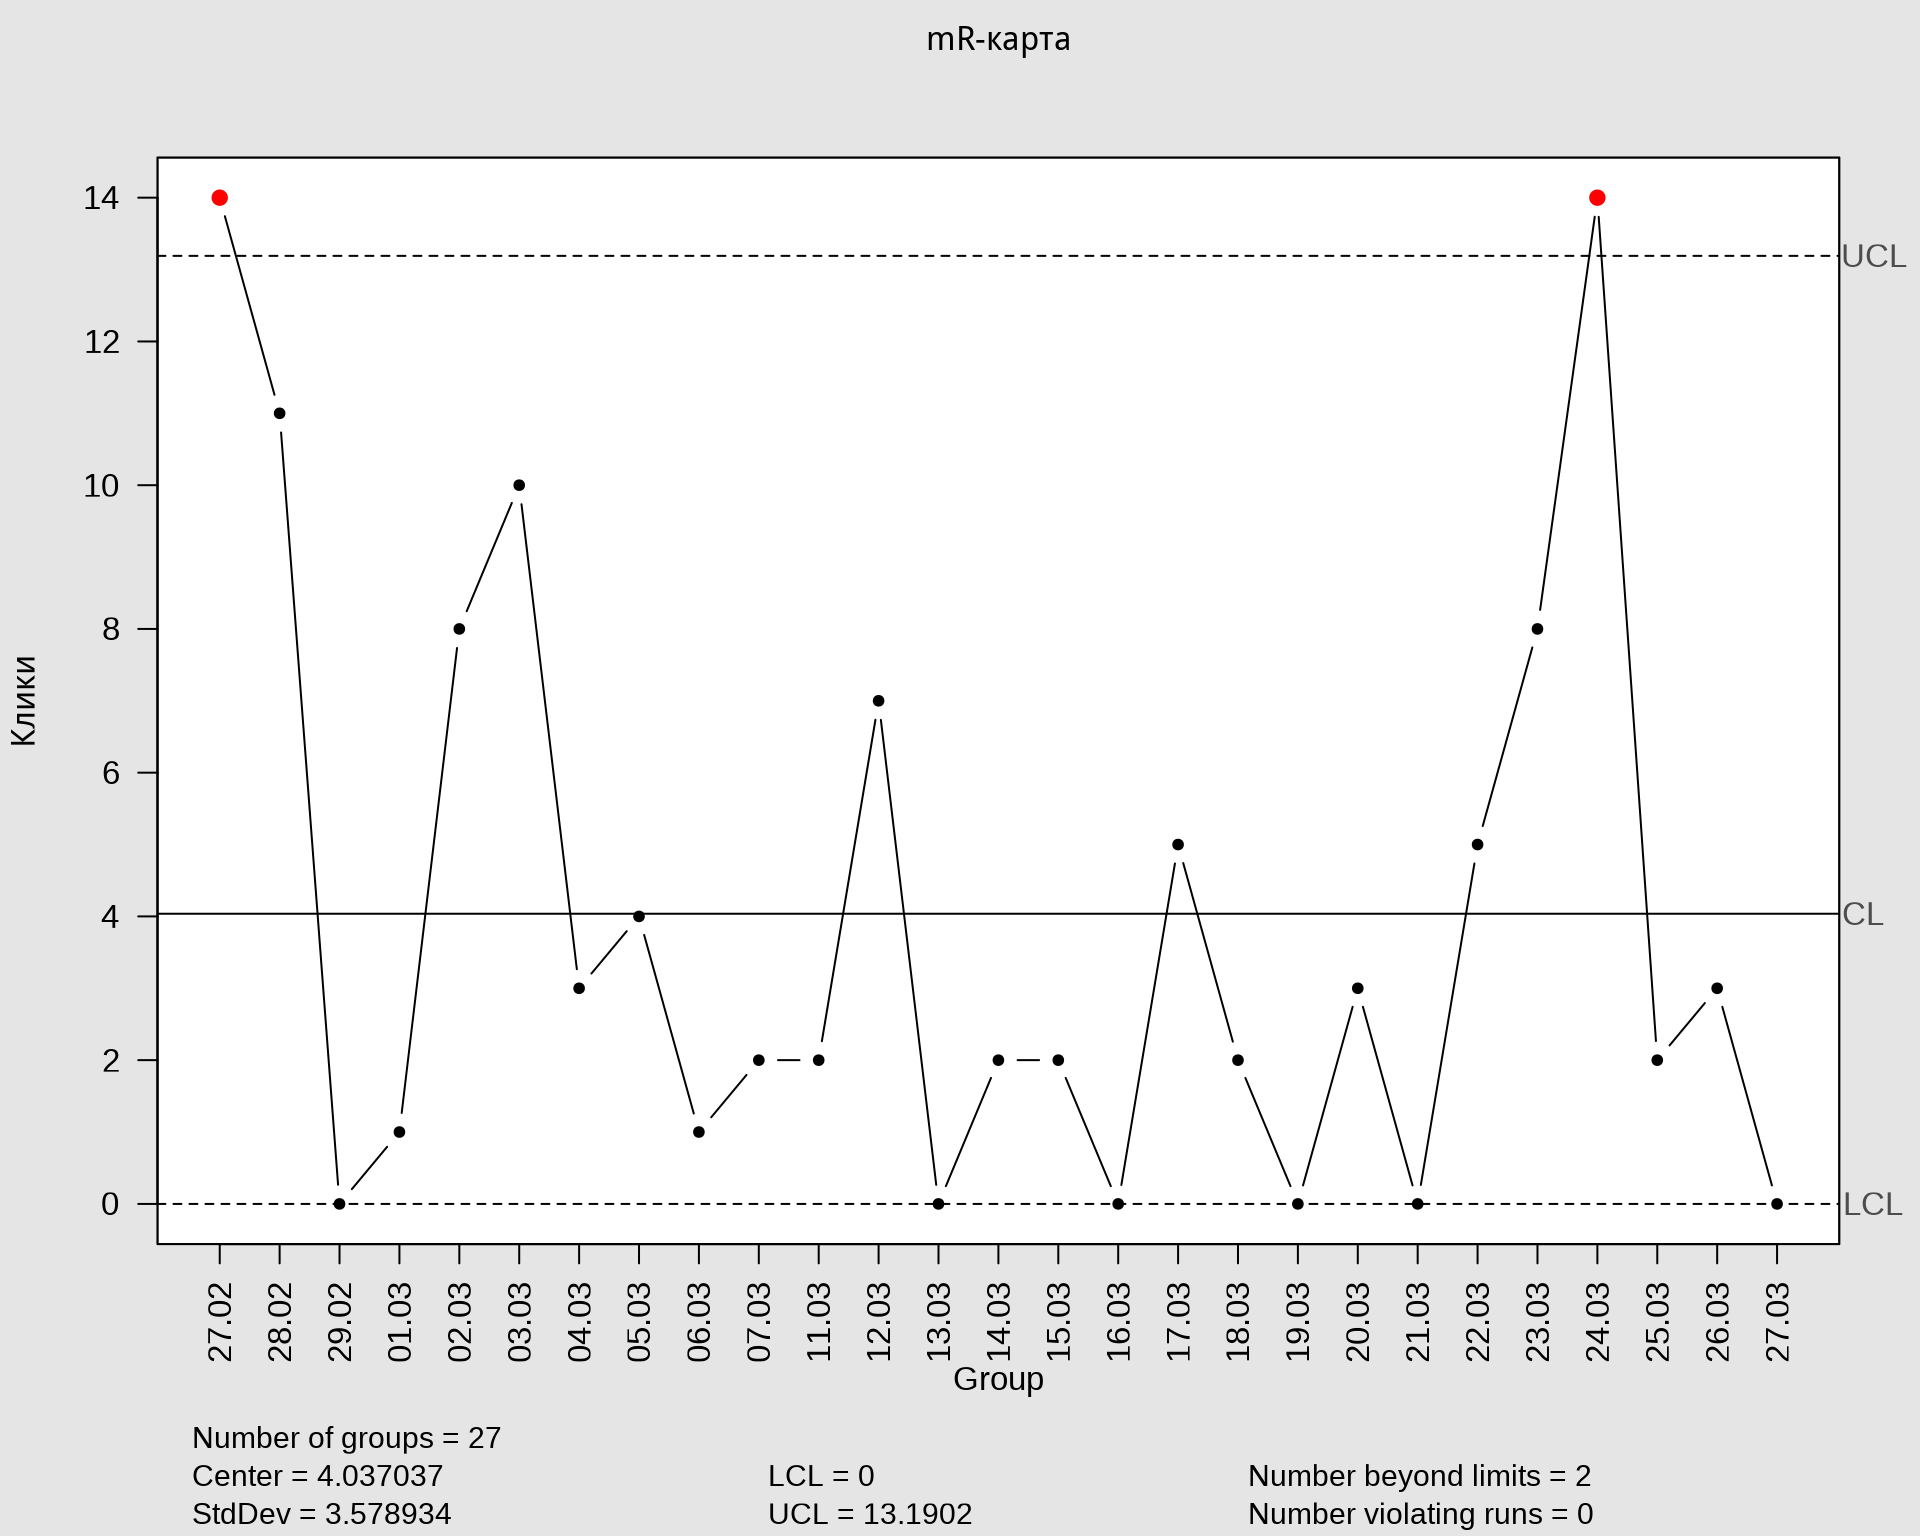 mR-карта
14
12
10
8
6
4
2
0
Клики
UCL
CL
LCL
27.02
28.02
29.02
01.03
02.03
03.03
04.03
05.03
06.03
07.03
11.03
12.03
13.03
14.03
15.03
16.03
17.03
18.03
19.03
20.03
21.03
22.03
23.03
24.03
25.03
26.03
27.03
Group
Number of groups = 27
Center = 4.037037
LCL = 0
Number beyond limits = 2
StdDev = 3.578934
UCL = 13.1902
Number violating runs = 0